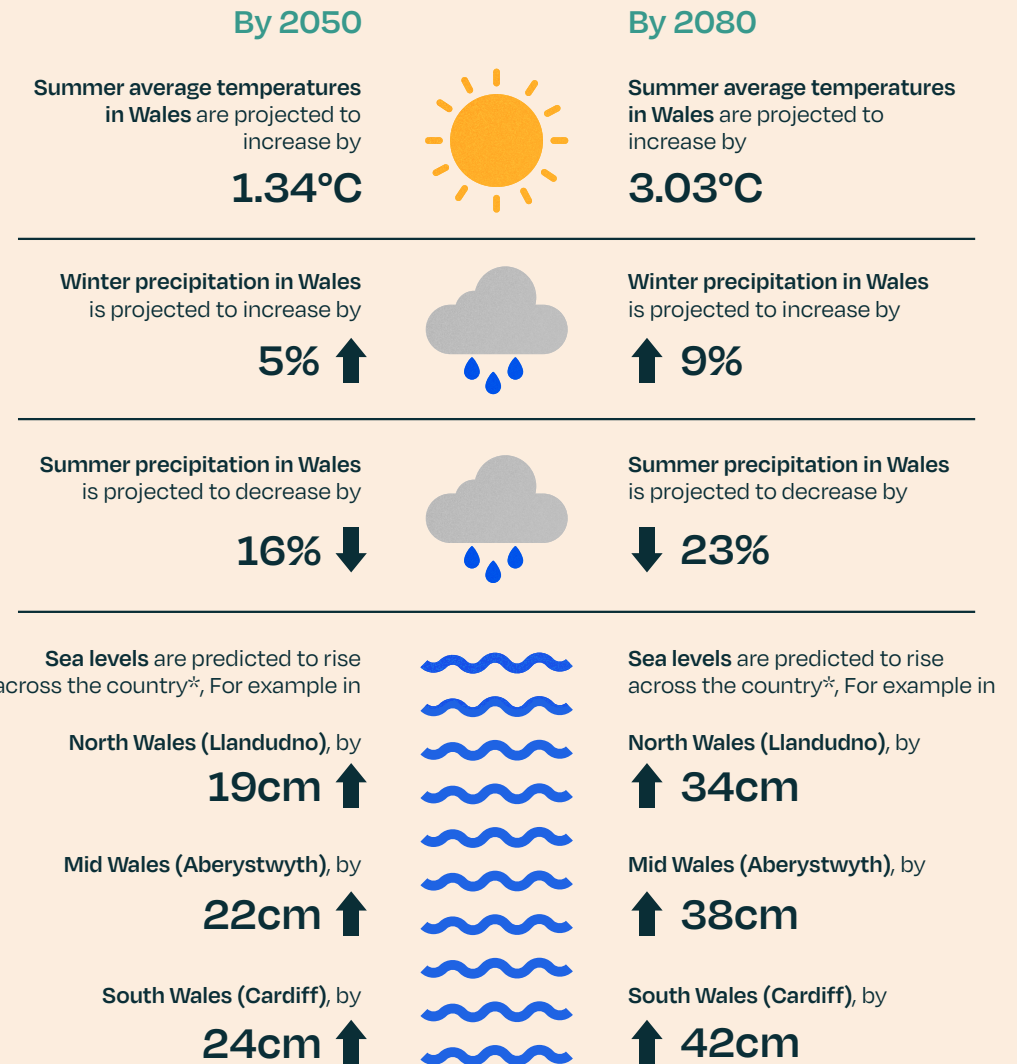 By 2050
Summer average temperatures
in Wales are projected to
increase by
1.34°C
Winter precipitation in Wales
is projected to increase by
5%
Summer precipitation in Wales
is projected to decrease by
16%
Sea levels are predicted to rise
across the country*, For example in
North Wales (Llandudno), by
19cm
Mid Wales (Aberystwyth), by
22cm
South Wales (Cardiff), by
24cm
By 2080
Summer average temperatures
in Wales are projected to
increase by
3.03°C
Winter precipitation in Wales
is projected to increase by
9%
Summer precipitation in Wales
is projected to decrease by
23%
Sea levels are predicted to rise
across the country*, For example in
North Wales (Llandudno), by
34cm
Mid Wales (Aberystwyth), by
38cm
South Wales (Cardiff), by
42cm